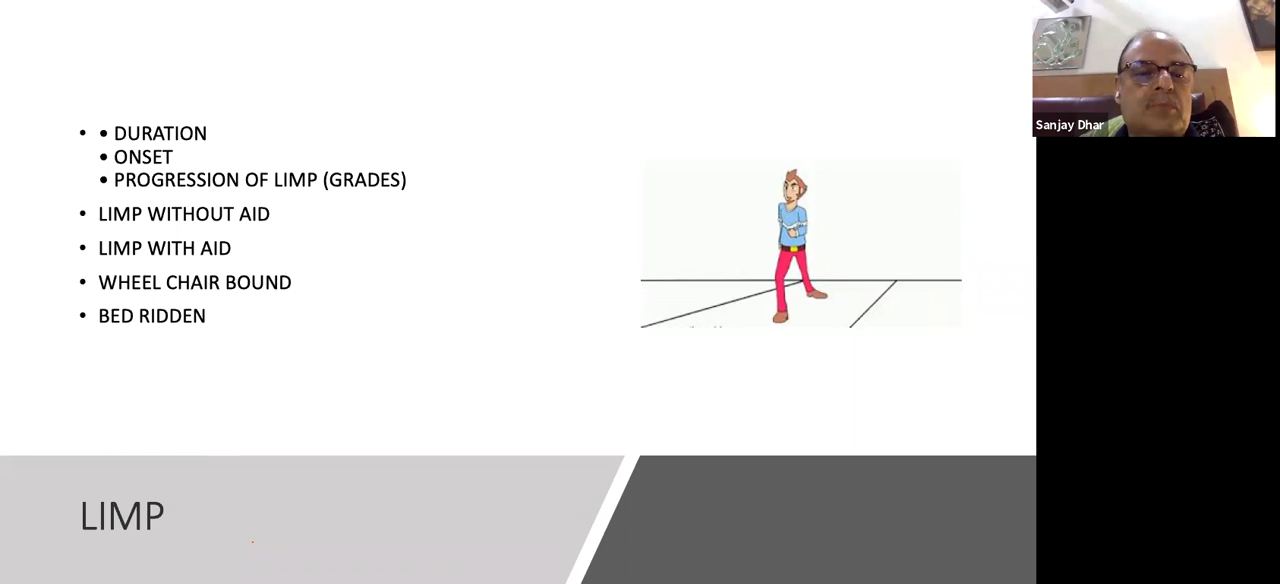 • • DURATION
• ONSET
• PROGRESSION OF LIMP (GRADES)
• LIMP WITHOUT AID
• LIMP WITH AID
• WHEEL CHAIR BOUND
• BED RIDDEN
LIMP
Sanjay Dhar